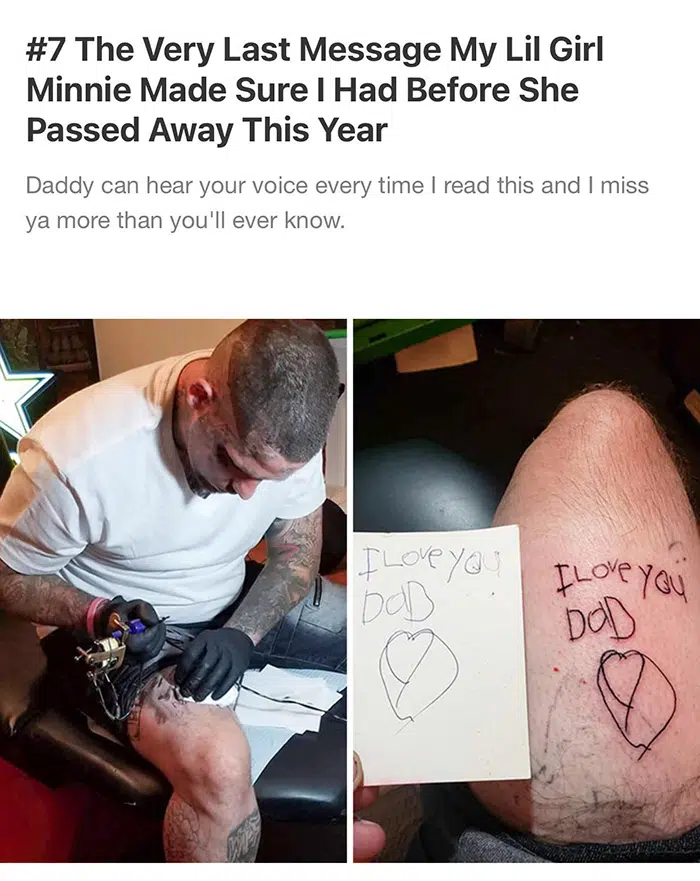 #7 The Very Last Message My Lil Girl
Minnie Made Sure I Had Before She
Passed Away This Year
Daddy can hear your voice every time I read this and I miss
ya more than you'll ever know.
I Love you
DaD
I Love you
DaD